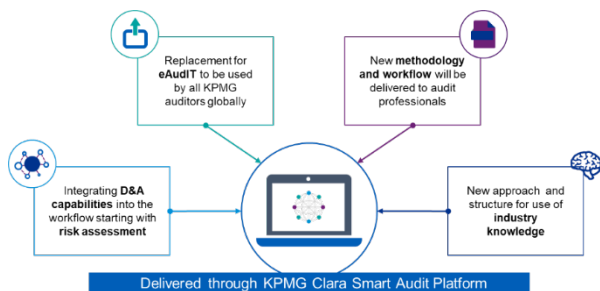 Replacement for
eAudIT to be used
by all KPMG
auditors globally
New methodology
and workflow will be
delivered to audit
professionals
Integrating D&A
capabilities into the
workflow starting with
risk assessment
New approach and
structure for use of
industry
knowledge
Delivered through KPMG Clara Smart Audit Platform